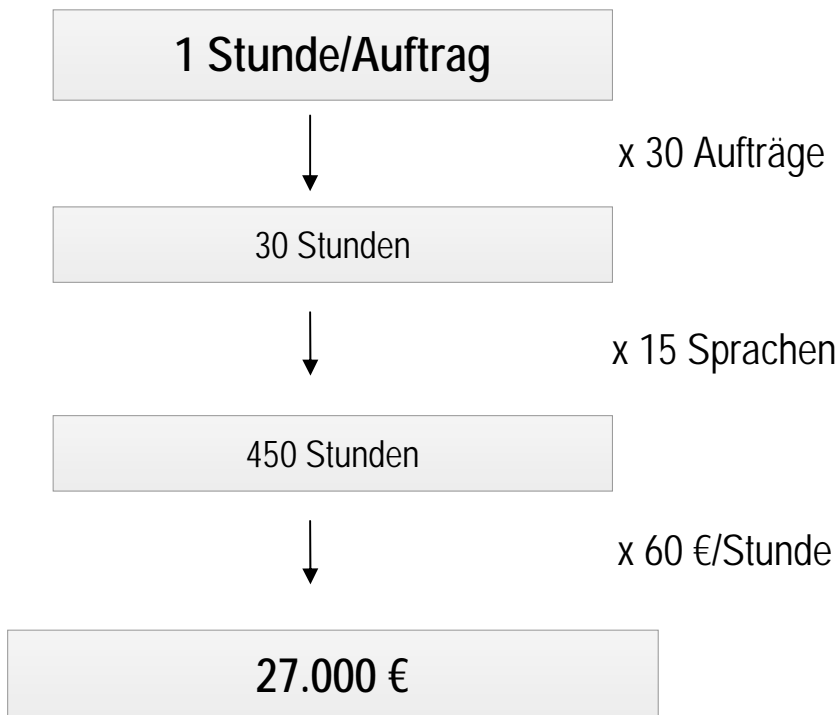 1 Stunde/Auftrag
x 30 Aufträge
30 Stunden
x 15 Sprachen
450 Stunden
x 60 €/Stunde
27.000 €